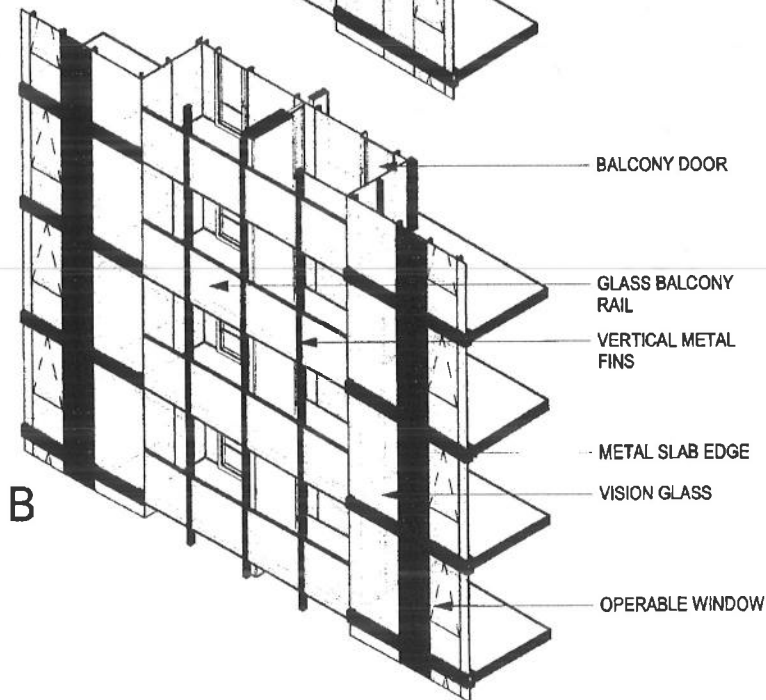 BALCONY DOOR
GLASS BALCONY
RAIL
VERTICAL METAL
FINS
METAL SLAB EDGE
VISION GLASS
B
OPERABLE WINDOW